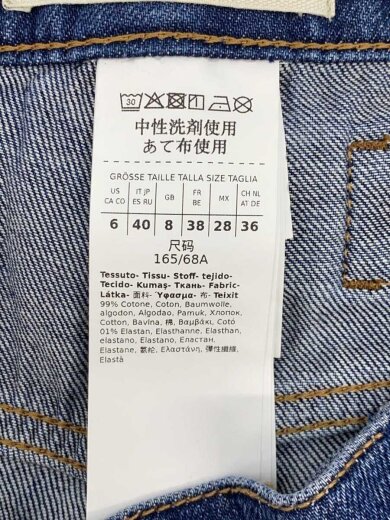 30
中性洗剤使用
あて布使用
GRÖSSE TAILLE TALLA SIZE TAGLIA
US CA CO IT JP ES RU GB FR BE MX CH NL AT DE
6 40 8 38 28 36
尺码
165/68A
Tessuto- Tissu- Stoff- tejido-
Tecido- Kumaş- Ткань- Fabric-
Látka- 面料- Ύφασμα- 布- Teixit
99% Cotone, Coton, Baumwolle,
algodon, Algodao, Pamuk, Хлопок,
Cotton, Bavlna, 棉, Βαμβάκι, Cotó
01% Elastan, Elasthanne, Elasthan,
elastano, Elastano, Elastan,
Elastane, 氨纶, Ελαστάνη, 彈性纖維,
Elastà